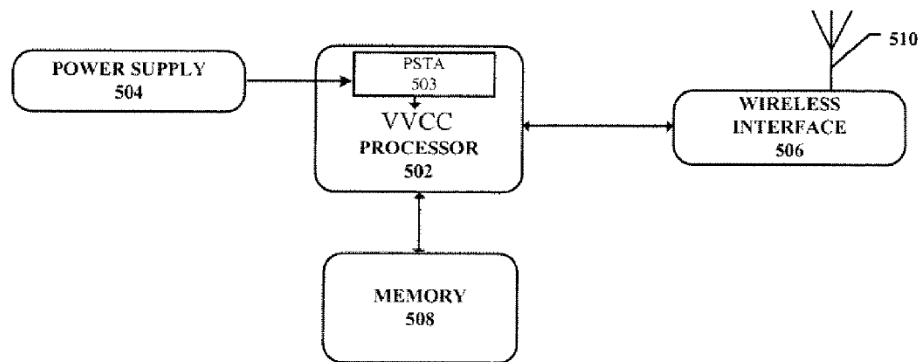 510
POWER SUPPLY
504
PSTA
503
VVCC
PROCESSOR
502
WIRELESS
INTERFACE
506
MEMORY
508